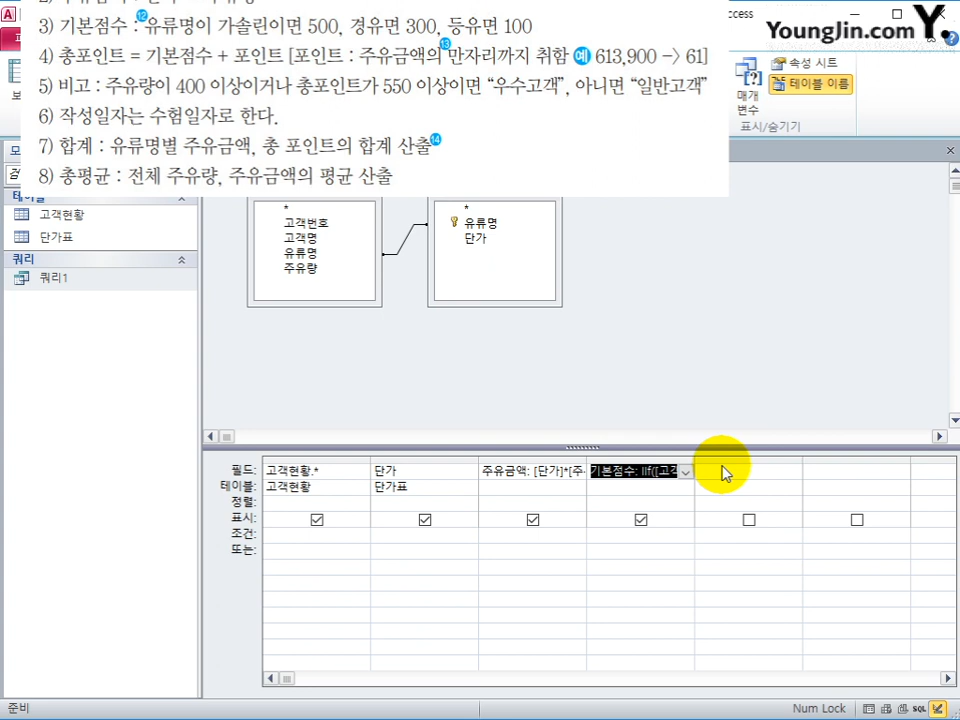 3) 기본점수 : 유류명이 가솔린이면 500, 경유면 300, 등유면 100
4) 총포인트 = 기본점수 + 포인트 [포인트 : 주유금액의 만자리까지 취함 예 613,900 -> 61]
5) 비고 : 주유량이 400 이상이거나 총포인트가 550 이상이면 “우수고객”, 아니면 “일반고객”
6) 작성일자는 수험일자로 한다.
7) 합계 : 유류명별 주유금액, 총 포인트의 합계 산출
8) 총평균 : 전체 주유량, 주유금액의 평균 산출
12
13
14
cess
YoungJin.com Y.
속성 시트
테이블 이름
매개
변수
표시/숨기기
테이블
고객현황
단가표
쿼리
쿼리1
*
고객번호
고객명
유류명
주유량
*
유류명
단가
필드: 고객현황.* 단가 주유금액: [단가]*[주 기본점수: IIf([고객
테이블: 고객현황 단가표
정렬:
표시:
조건:
또는:
준비
Num Lock
SQL